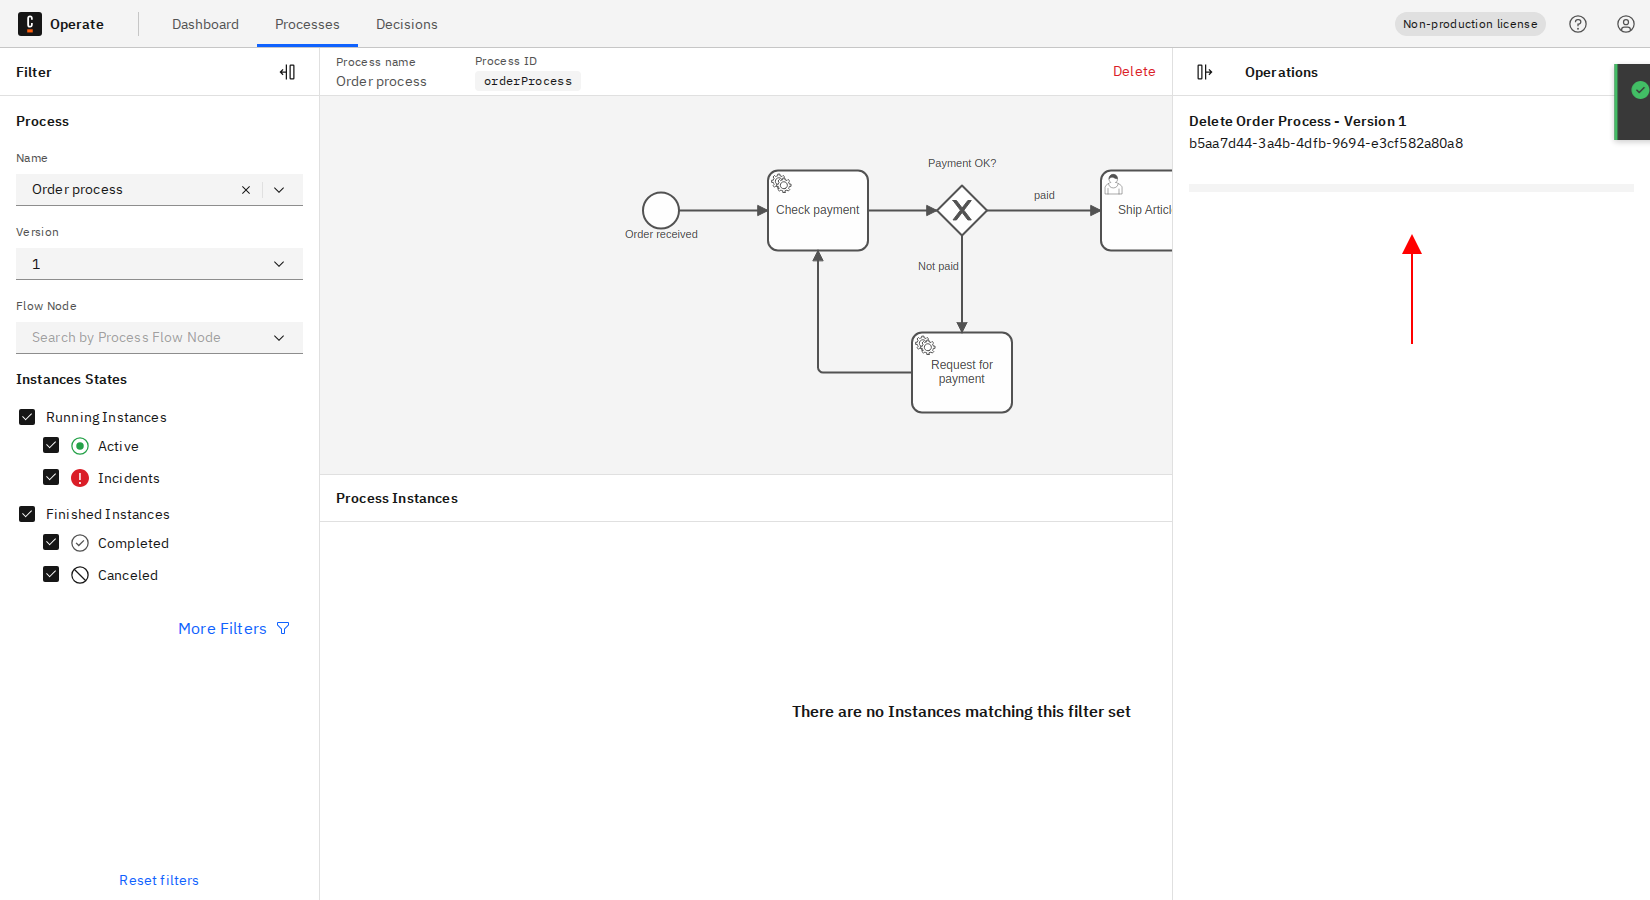 Operate
Dashboard
Processes
Decisions
Non-production license
Filter
Process name
Order process
Process ID
orderProcess
Delete
Operations
Process
Name
Order process
Version
1
Flow Node
Search by Process Flow Node
Instances States
Running Instances
Active
Incidents
Finished Instances
Completed
Canceled
More Filters
Reset filters
Order received
Check payment
Payment OK?
paid
Ship Articl
Not paid
Request for
payment
Process Instances
There are no Instances matching this filter set
Delete Order Process - Version 1
b5aa7d44-3a4b-4dfb-9694-e3cf582a80a8